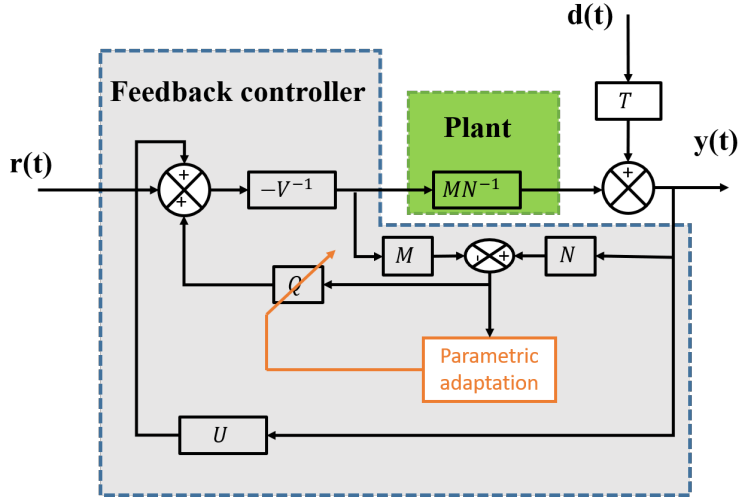 d(t)
Feedback controller
T
Plant
y(t)
r(t)
+
+
+
−V⁻¹
MN⁻¹
M
-
+
N
Q
Parametric
adaptation
U